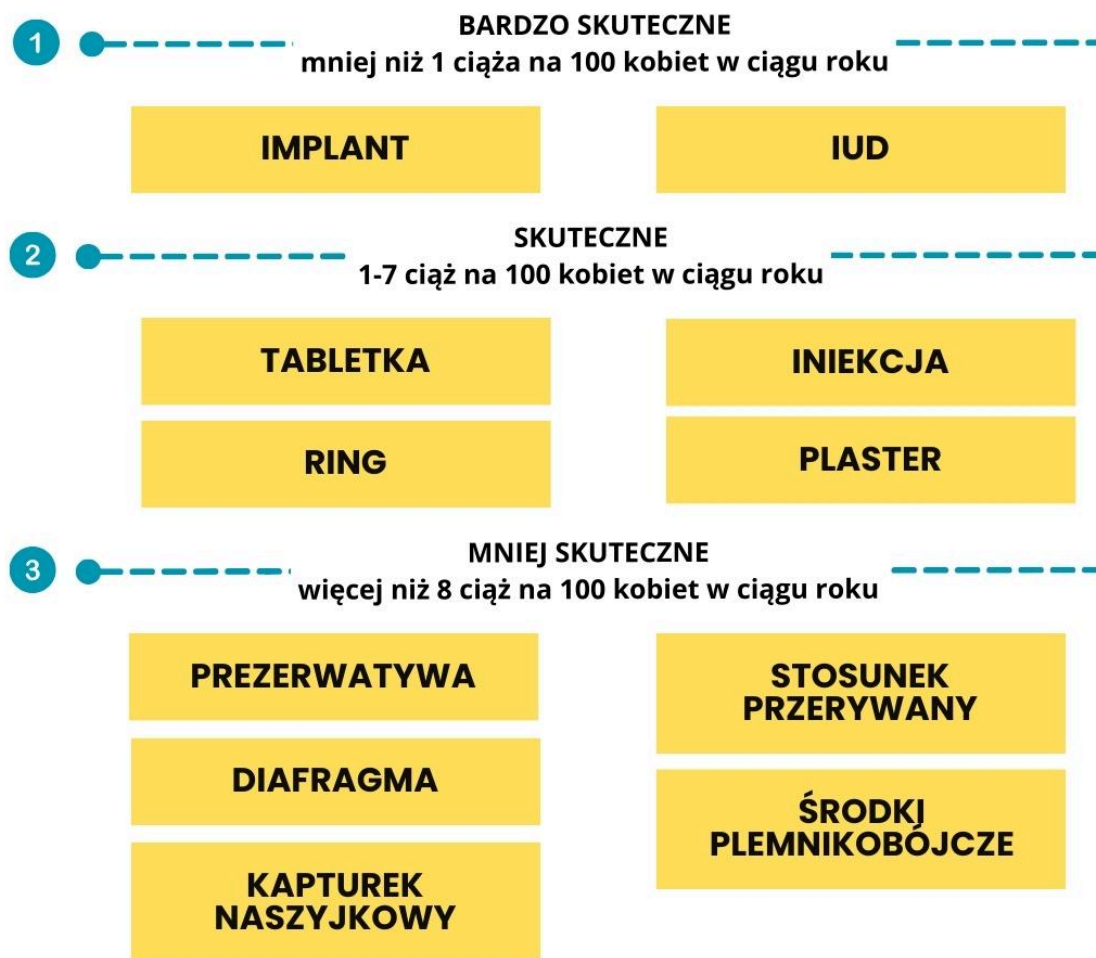 1
BARDZO SKUTECZNE
mniej niż 1 ciąża na 100 kobiet w ciągu roku
IMPLANT
IUD
2
SKUTECZNE
1-7 ciąż na 100 kobiet w ciągu roku
TABLETKA
INIEKCJA
RING
PLASTER
3
MNIEJ SKUTECZNE
więcej niż 8 ciąż na 100 kobiet w ciągu roku
PREZERWATYWA
STOSUNEK
PRZERYWANY
DIAFRAGMA
ŚRODKI
PLEMNIKOBÓJCZE
KAPTUREK
NASZYJKOWY